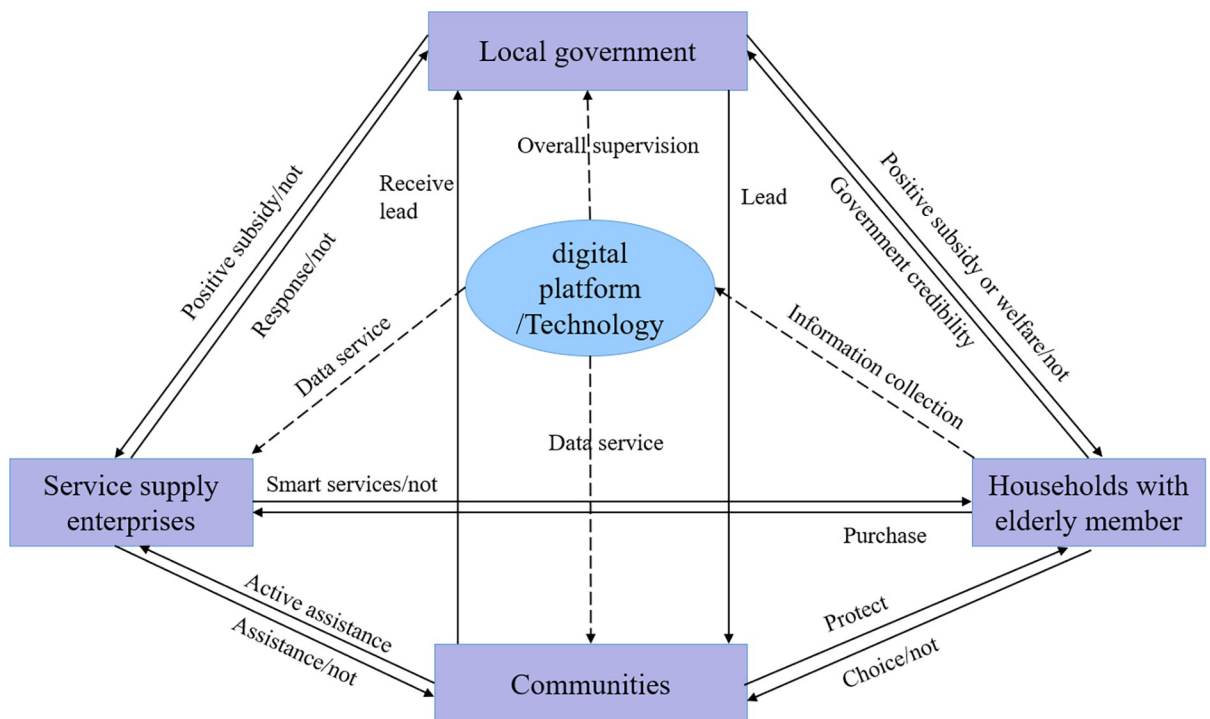 Local government
Overall supervision
Receive
lead
Lead
Positive subsidy/not
Response/not
Positive subsidy or welfare/not
Government credibility
digital
platform
/Technology
Data service
Information collection
Data service
Service supply
enterprises
Smart services/not
Purchase
Households with
elderly member
Active assistance
Assistance/not
Protect
Choice/not
Communities